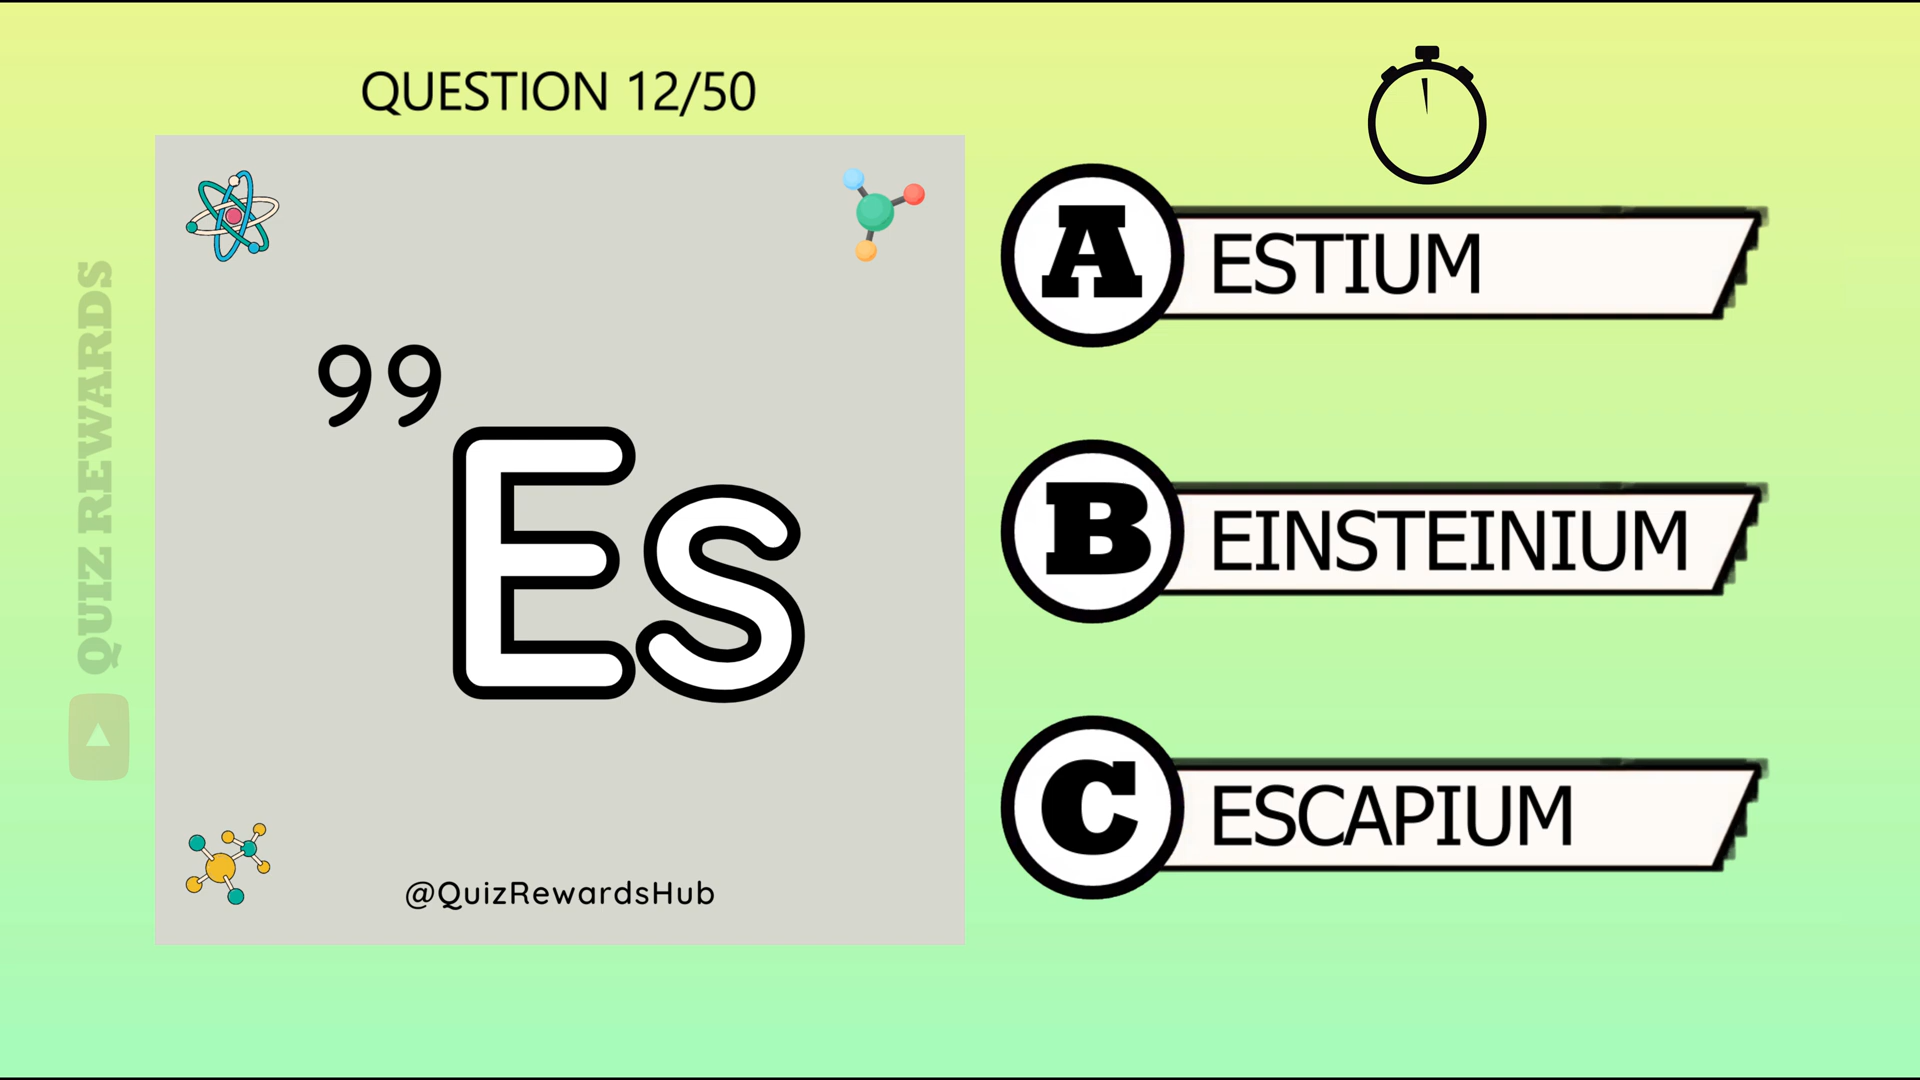 QUESTION 12/50
QUIZ REWARDS
99
Es
@QuizRewardsHub
A ESTIUM
B EINSTEINIUM
C ESCAPIUM